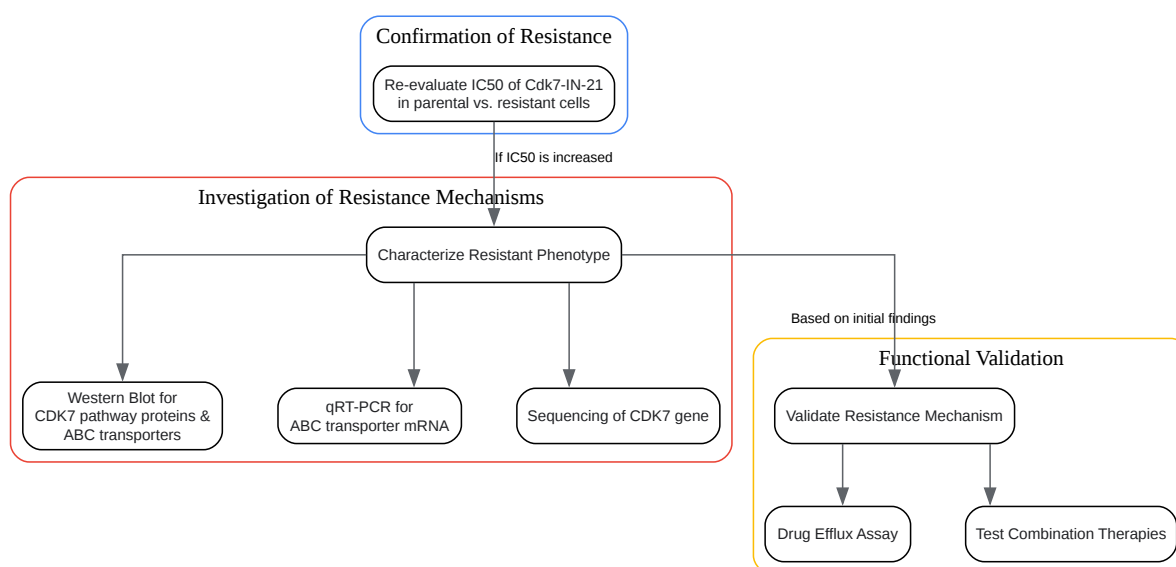 Confirmation of Resistance
Re-evaluate IC50 of Cdk7-IN-21
in parental vs. resistant cells
If IC50 is increased
Investigation of Resistance Mechanisms
Characterize Resistant Phenotype
Based on initial findings
Functional Validation
Western Blot for
CDK7 pathway proteins &
ABC transporters
qRT-PCR for
ABC transporter mRNA
Sequencing of CDK7 gene
Validate Resistance Mechanism
Drug Efflux Assay
Test Combination Therapies